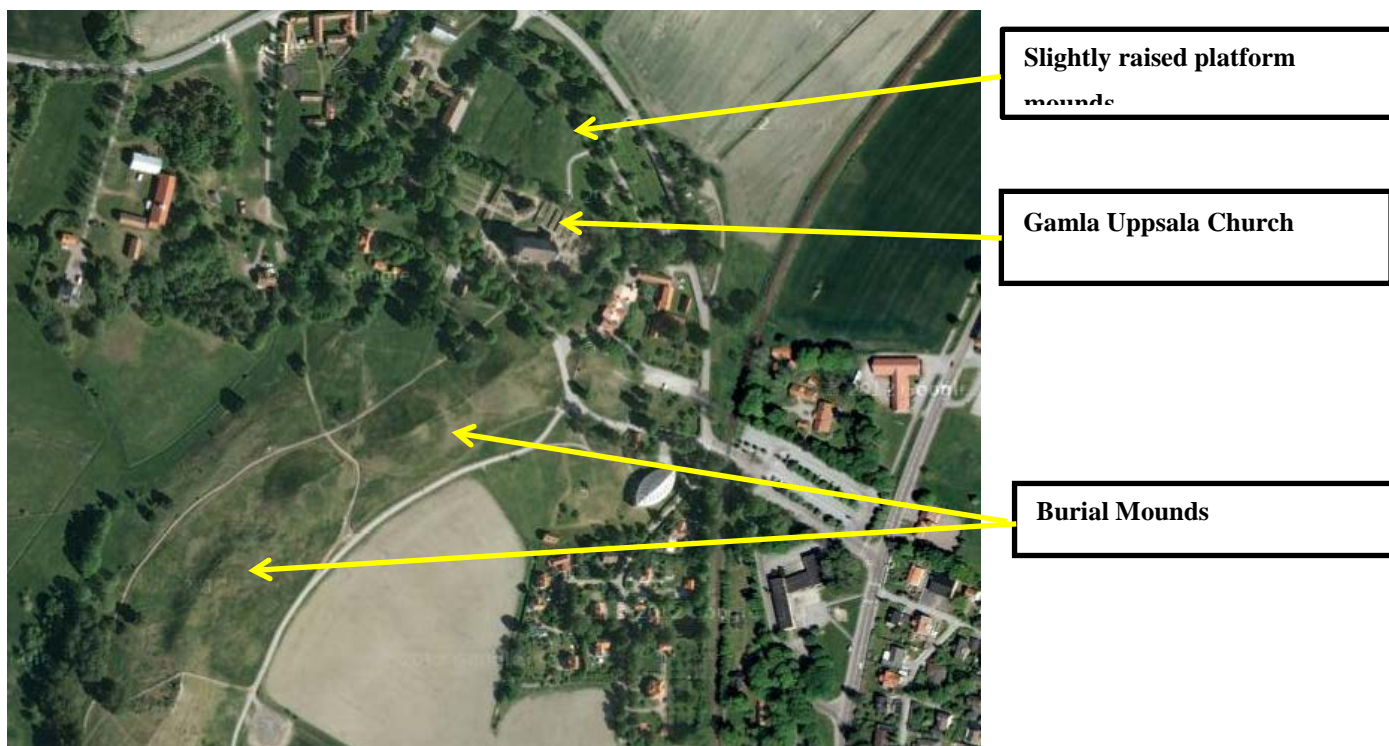 Slightly raised platform
mounds
Gamla Uppsala Church
Burial Mounds